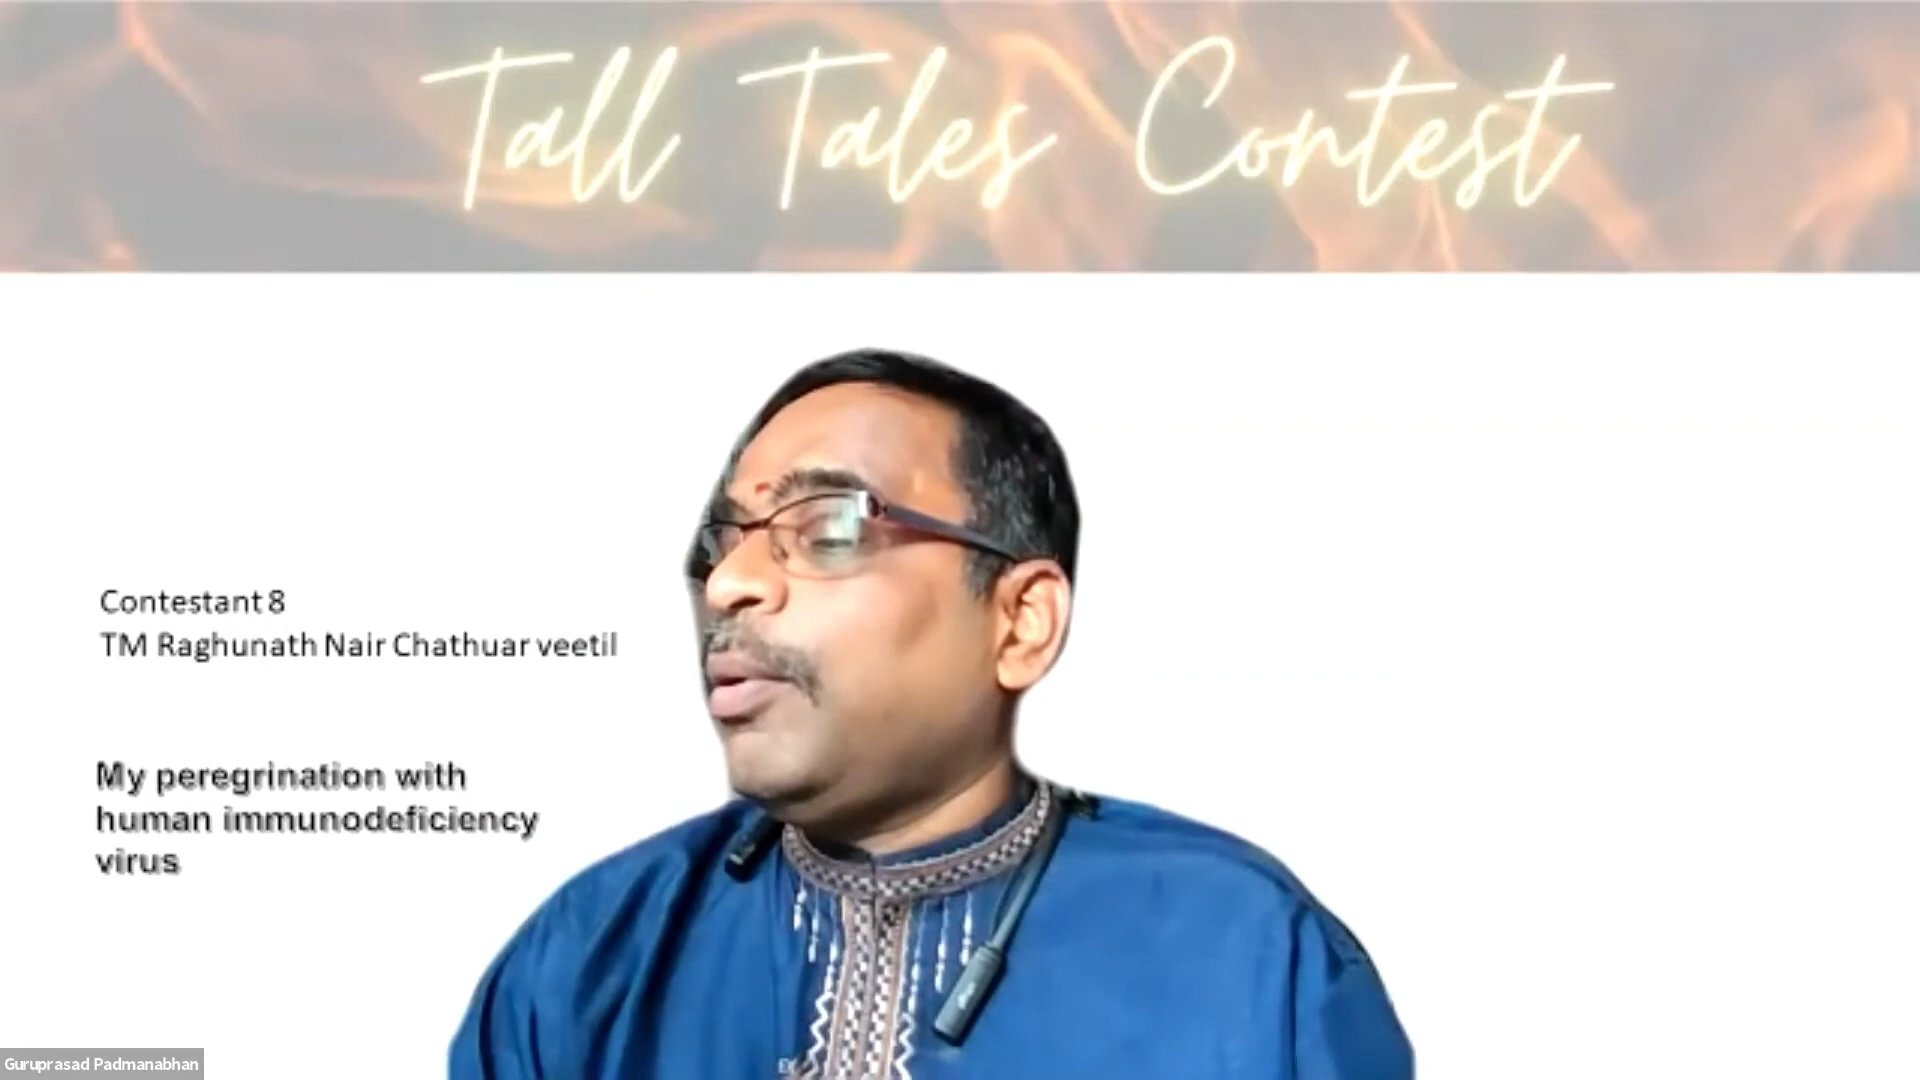 Tall Tales Contest
Contestant 8
TM Raghunath Nair Chathuar veetil
My peregrination with
human immunodeficiency
virus
Guruprasad Padmanabhan